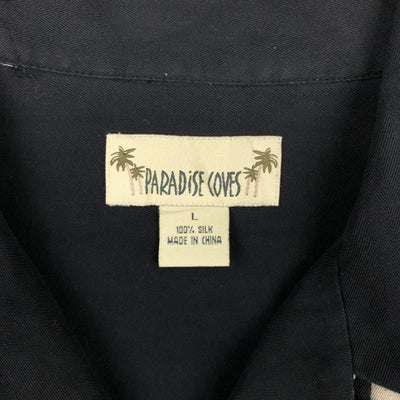 PARADISE COVES
L
100% SILK
MADE IN CHINA